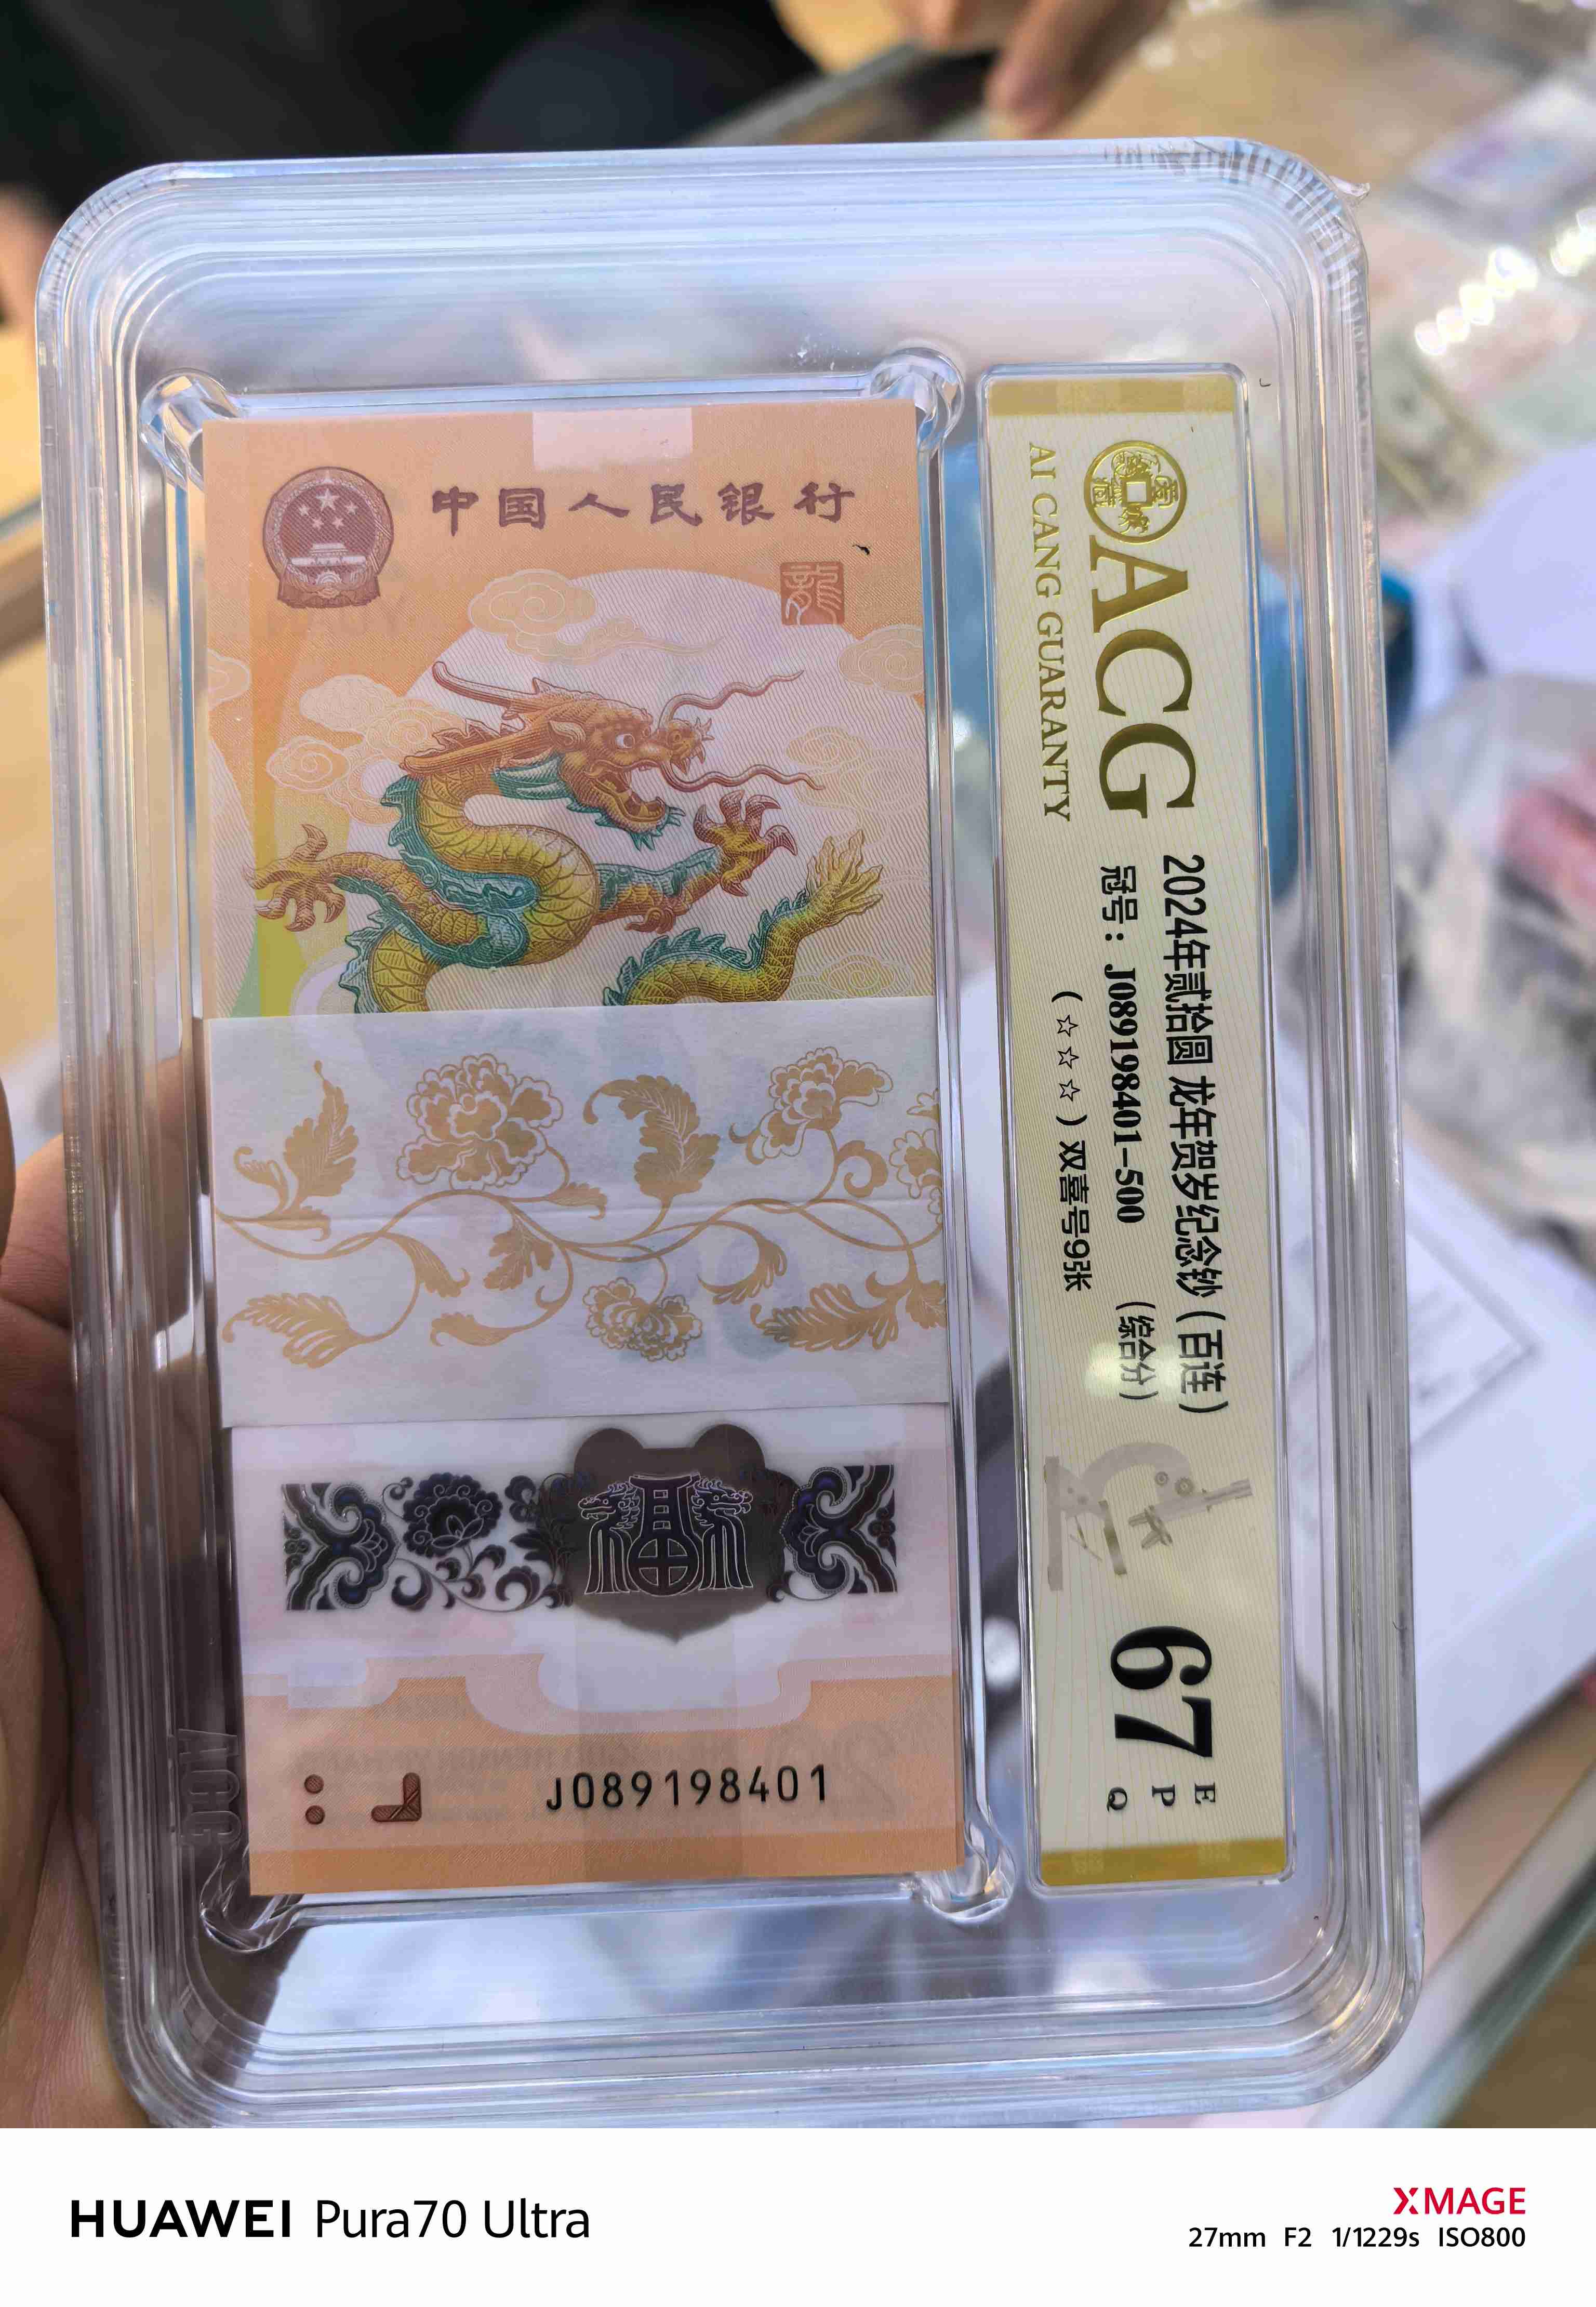 中国人民银行
龍
福
J089198401
ACG
AI CANG GUARANTY
2024年贰拾圆 龙年贺岁纪念钞（百连）
冠号：J089198401-500 （综合分）
（☆☆☆）双喜号9张
67
E
P
Q
ACG
HUAWEI Pura70 Ultra
XMAGE
27mm F2 1/1229s ISO800